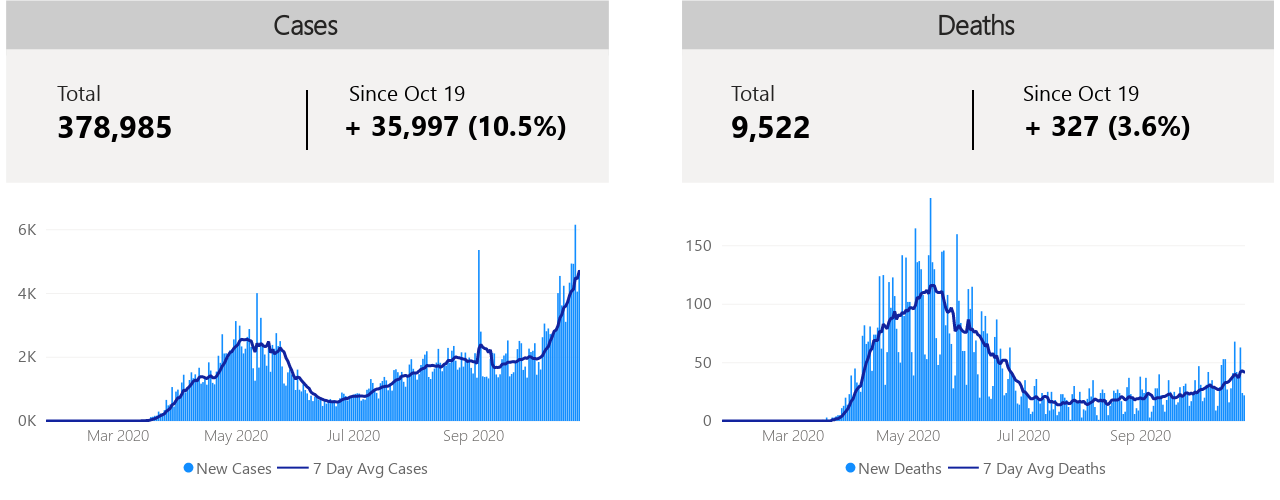 Cases
Total
378,985
Since Oct 19
+ 35,997 (10.5%)
6K
4K
2K
0K
Mar 2020 May 2020 Jul 2020 Sep 2020
New Cases 7 Day Avg Cases
Deaths
Total
9,522
Since Oct 19
+ 327 (3.6%)
150
100
50
0
Mar 2020 May 2020 Jul 2020 Sep 2020
New Deaths 7 Day Avg Deaths